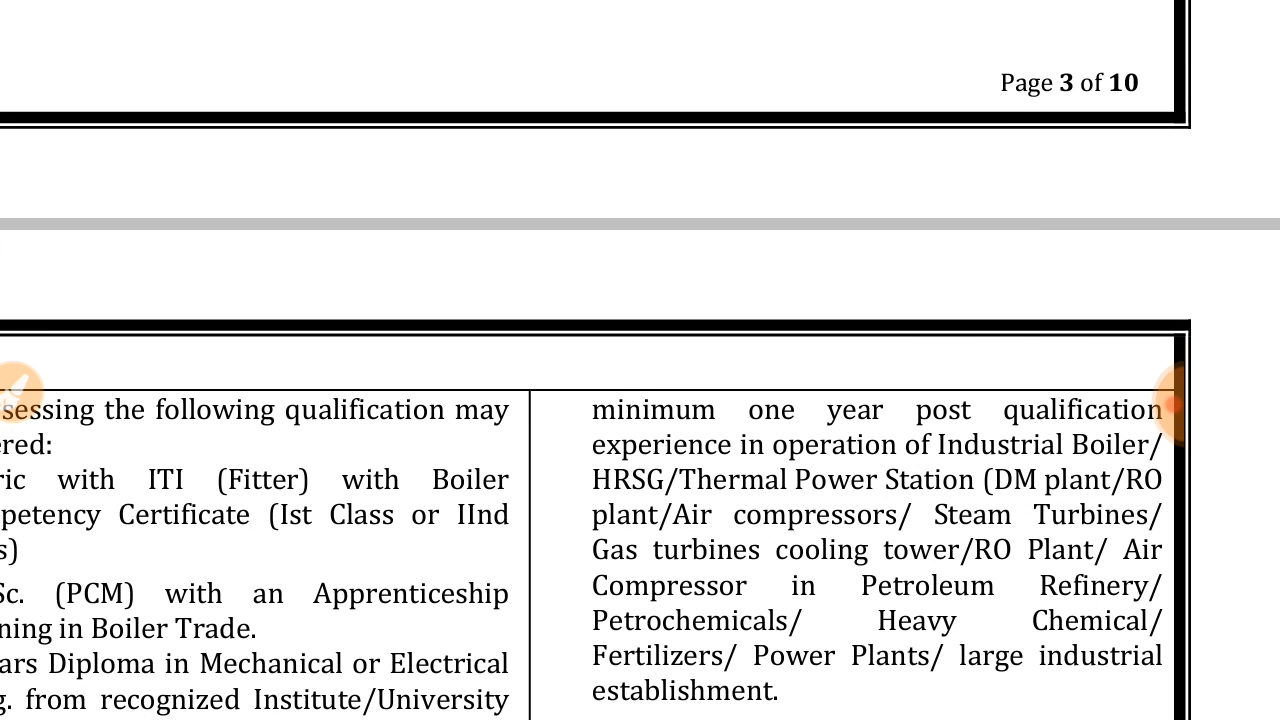 Page 3 of 10
sessing the following qualification may
ered:
ric with ITI (Fitter) with Boiler
petency Certificate (Ist Class or IInd
s)
Sc. (PCM) with an Apprenticeship
ning in Boiler Trade.
ars Diploma in Mechanical or Electrical
g. from recognized Institute/University
minimum one year post qualification
experience in operation of Industrial Boiler/
HRSG/Thermal Power Station (DM plant/RO
plant/Air compressors/ Steam Turbines/
Gas turbines cooling tower/RO Plant/ Air
Compressor in Petroleum Refinery/
Petrochemicals/ Heavy Chemical/
Fertilizers/ Power Plants/ large industrial
establishment.